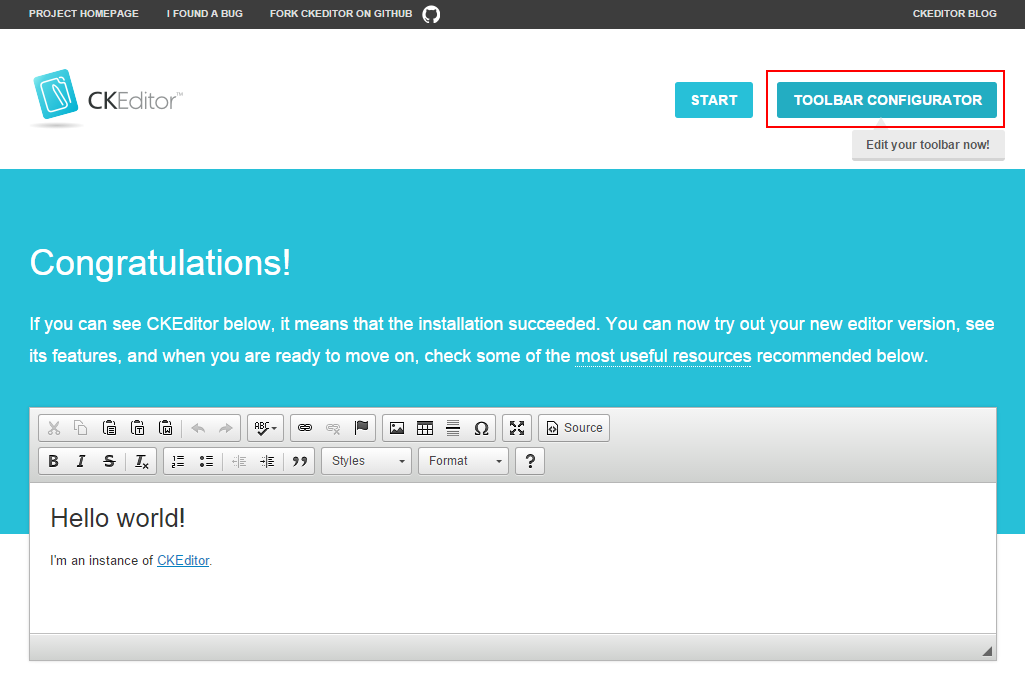 PROJECT HOMEPAGE I FOUND A BUG FORK CKEDITOR ON GITHUB CKEDITOR BLOG
CKEditor™ START TOOLBAR CONFIGURATOR
Edit your toolbar now!
Congratulations!
If you can see CKEditor below, it means that the installation succeeded. You can now try out your new editor version, see
its features, and when you are ready to move on, check some of the most useful resources recommended below.
ABC Ω Source
B I S Ix Styles Format ?
Hello world!
I'm an instance of CKEditor.